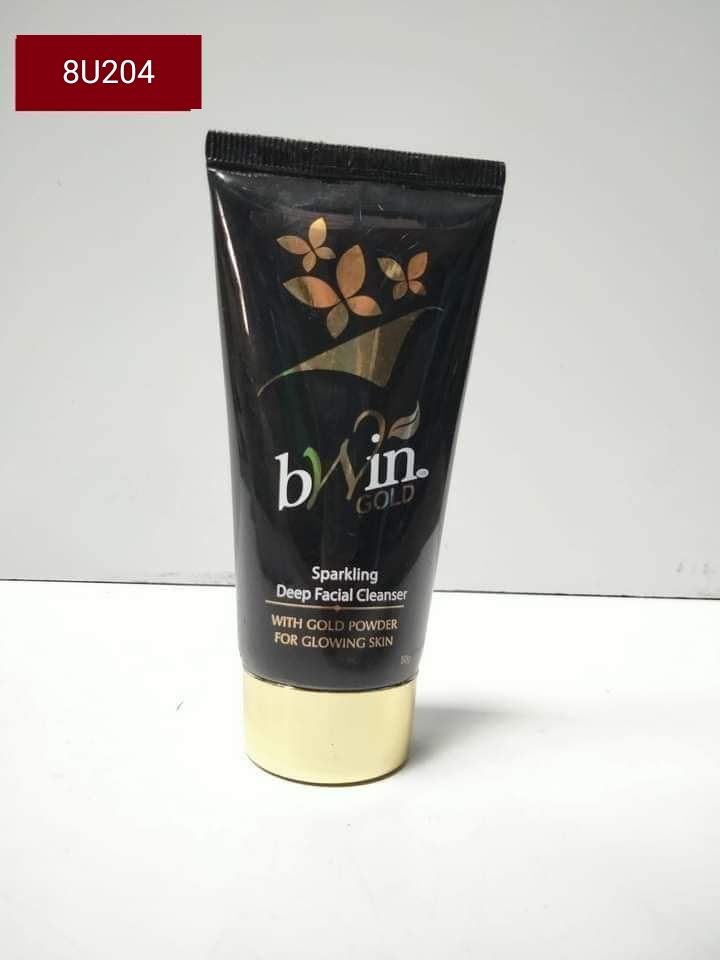 8U204
bWin
GOLD
Sparkling
Deep Facial Cleanser
WITH GOLD POWDER
FOR GLOWING SKIN